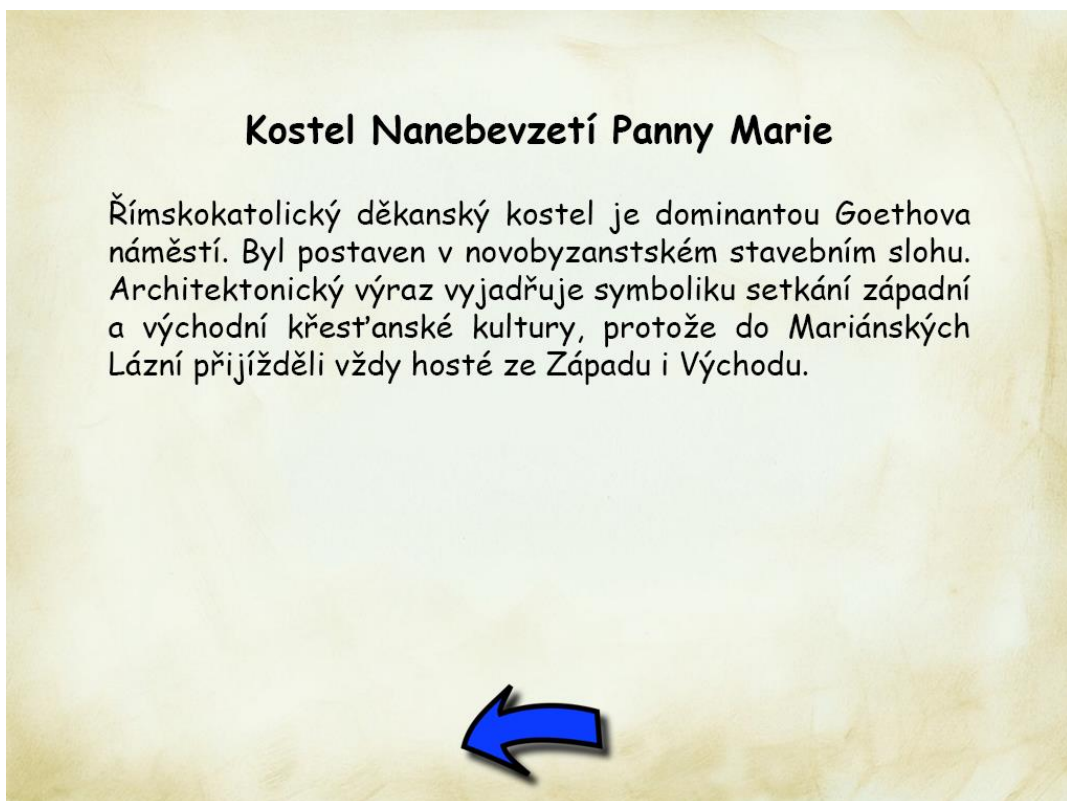 Kostel Nanebevzetí Panny Marie
Římskokatolický děkanský kostel je dominantou Goethova
náměstí. Byl postaven v novobyzanstském stavebním slohu.
Architektonický výraz vyjadřuje symboliku setkání západní
a východní křesťanské kultury, protože do Mariánských
Lázní přijížděli vždy hosté ze Západu i Východu.